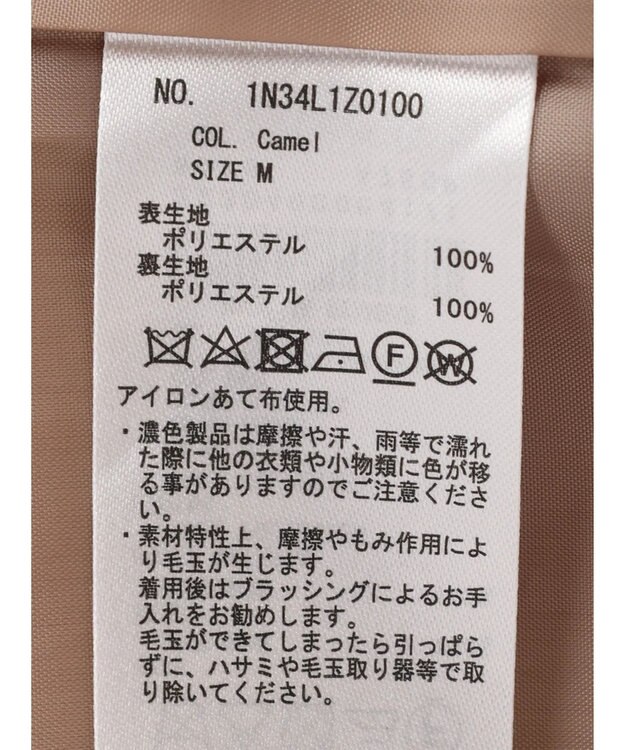 NO. 1N34L1Z0100
COL. Camel
SIZE M
表生地
ポリエステル 100%
裏生地
ポリエステル 100%
F W
アイロンあて布使用。
・濃色製品は摩擦や汗、雨等で濡れ
た際に他の衣類や小物類に色が移
る事がありますのでご注意くださ
い。
・素材特性上、摩擦やもみ作用によ
り毛玉が生じます。
着用後はブラッシングによるお手
入れをお勧めします。
毛玉ができてしまったら引っぱら
ずに、ハサミや毛玉取り器等で取
り除いてください。